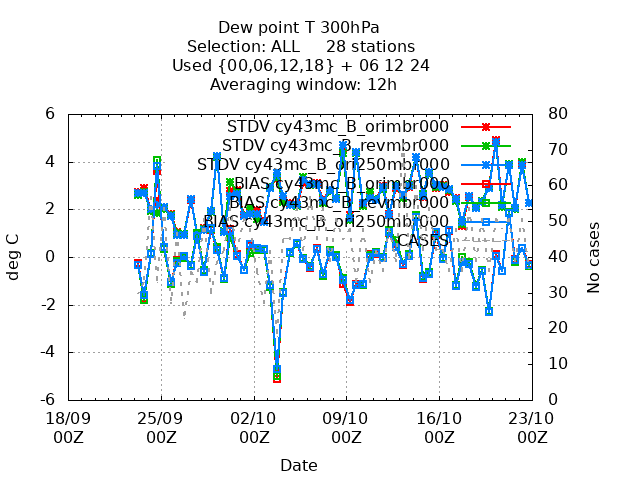 Dew point T 300hPa
Selection: ALL 28 stations
Used {00,06,12,18} + 06 12 24
Averaging window: 12h
STDV cy43mc_B_orimbr000
STDV cy43mc_B_revmbr000
STDV cy43mc_B_ori250mbr000
BIAS cy43mc_B_orimbr000
BIAS cy43mc_B_revmbr000
BIAS cy43mc_B_ori250mbr000
CASES
deg C
6
4
2
0
-2
-4
-6
No cases
80
70
60
50
40
30
20
10
0
18/09 25/09 02/10 09/10 16/10 23/10
00Z 00Z 00Z 00Z 00Z 00Z
Date